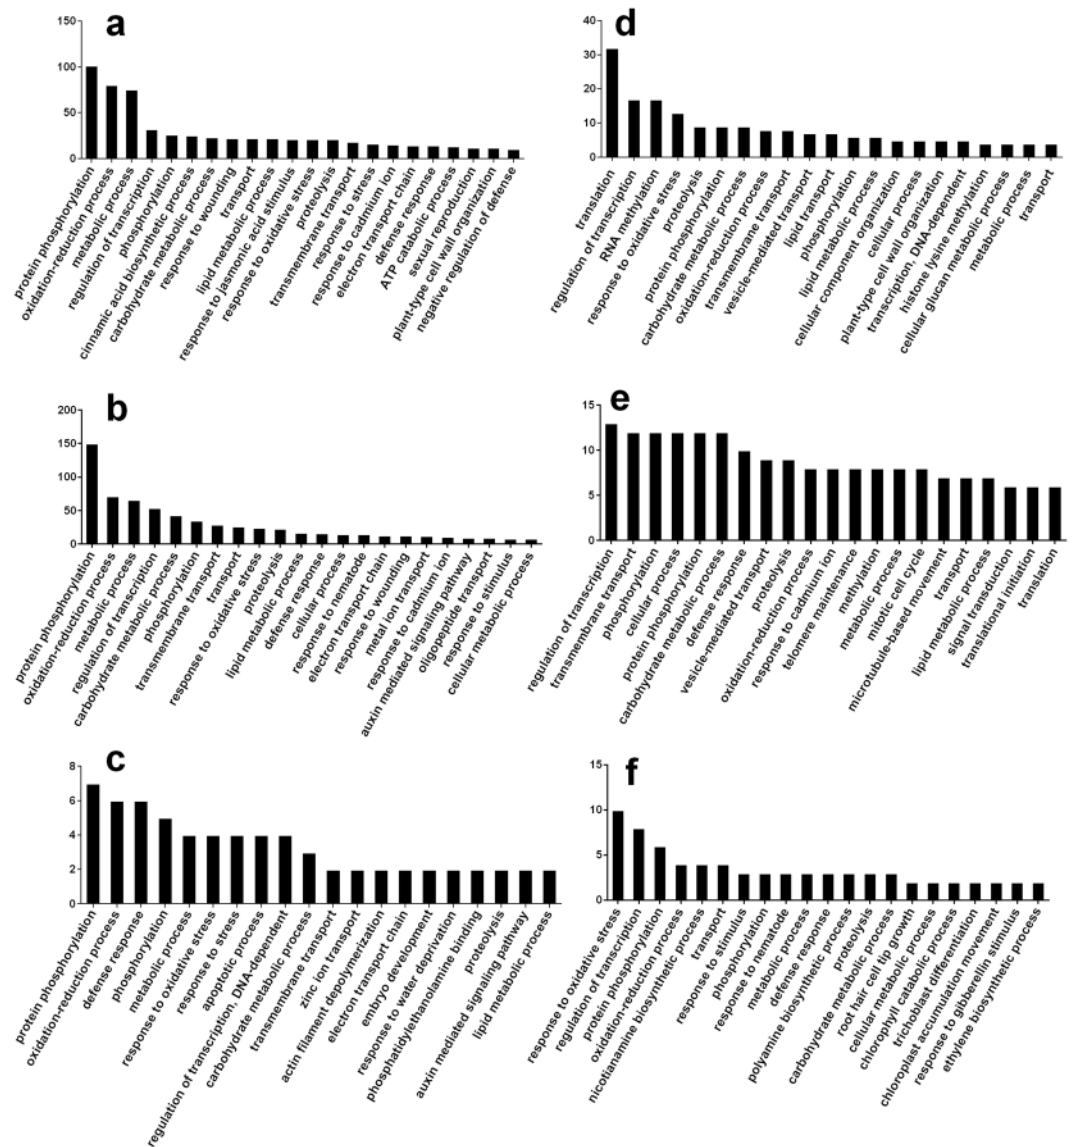 a
150
100
50
0
protein phosphorylation
oxidation-reduction process
metabolic process
regulation of transcription
phosphorylation
cinnamic acid biosynthetic process
carbohydrate metabolic process
response to wounding
transport
lipid metabolic process
response to jasmonic acid stimulus
response to oxidative stress
proteolysis
transmembrane transport
response to stress
response to cadmium ion
electron transport chain
defense response
ATP catabolic process
sexual reproduction
plant-type cell wall organization
negative regulation of defense
d
40
30
20
10
0
translation
regulation of transcription
RNA methylation
response to oxidative stress
proteolysis
protein phosphorylation
carbohydrate metabolic process
oxidation-reduction process
transmembrane transport
vesicle-mediated transport
lipid transport
phosphorylation
lipid metabolic process
cellular component organization
cellular process
plant-type cell wall organization
transcription, DNA-dependent
histone lysine methylation
cellular glucan metabolic process
metabolic process
transport
b
200
150
100
50
0
protein phosphorylation
oxidation-reduction process
metabolic process
regulation of transcription
carbohydrate metabolic process
phosphorylation
transmembrane transport
transport
response to oxidative stress
proteolysis
lipid metabolic process
defense response
cellular process
response to nematode
electron transport chain
response to wounding
metal ion transport
response to cadmium ion
auxin mediated signaling pathway
oligopeptide transport
response to stimulus
cellular metabolic process
e
15
10
5
0
regulation of transcription
transmembrane transport
phosphorylation
cellular process
protein phosphorylation
carbohydrate metabolic process
defense response
vesicle-mediated transport
proteolysis
oxidation-reduction process
response to cadmium ion
telomere maintenance
methylation
metabolic process
mitotic cell cycle
microtubule-based movement
transport
lipid metabolic process
signal transduction
translational initiation
translation
c
8
6
4
2
0
protein phosphorylation
oxidation-reduction process
defense response
phosphorylation
metabolic process
response to oxidative stress
response to stress
apoptotic process
regulation of transcription, DNA-dependent
carbohydrate metabolic process
transmembrane transport
zinc ion transport
actin filament depolymerization
electron transport chain
embryo development
response to water deprivation
phosphatidylethanolamine binding
proteolysis
auxin mediated signaling pathway
lipid metabolic process
f
15
10
5
0
response to oxidative stress
regulation of transcription
protein phosphorylation
oxidation-reduction process
nicotianamine biosynthetic process
transport
response to stimulus
phosphorylation
response to nematode
metabolic process
defense response
polyamine biosynthetic process
proteolysis
carbohydrate metabolic process
root hair cell tip growth
cellular metabolic process
chlorophyll catabolic process
trichoblast differentiation
chloroplast accumulation movement
response to gibberellin stimulus
ethylene biosynthetic process